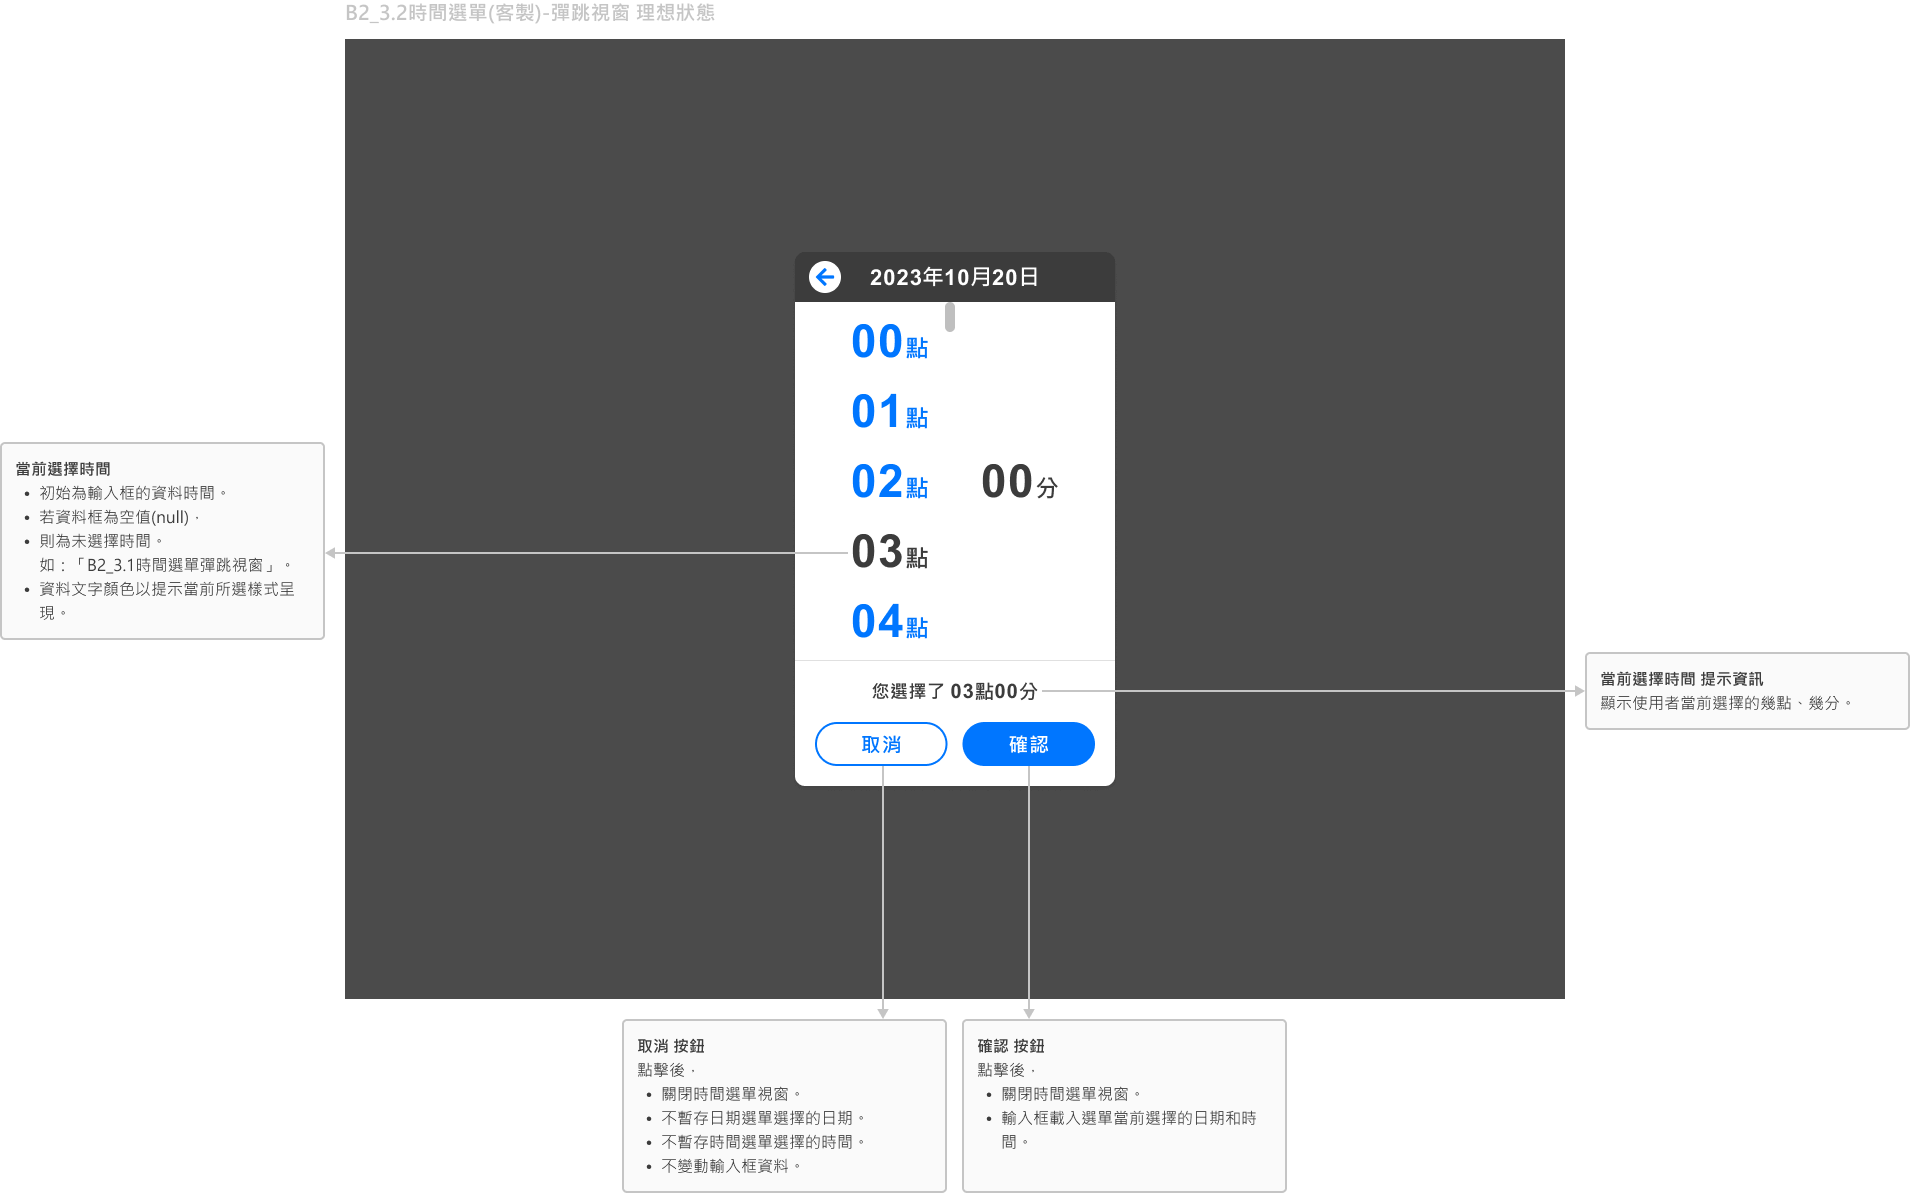 B2_3.2時間選單(客製)-彈跳視窗 理想狀態
2023年10月20日
00點
01點
02點
00分
03點
04點
您選擇了 03點00分
取消
確認
當前選擇時間
• 初始為輸入框的資料時間。
• 若資料框為空值(null)，
• 則為未選擇時間。
如：「B2_3.1時間選單彈跳視窗」。
• 資料文字顏色以提示當前所選樣式呈
現。
當前選擇時間 提示資訊
顯示使用者當前選擇的幾點、幾分。
取消 按鈕
點擊後，
• 關閉時間選單視窗。
• 不暫存日期選單選擇的日期。
• 不暫存時間選單選擇的時間。
• 不變動輸入框資料。
確認 按鈕
點擊後，
• 關閉時間選單視窗。
• 輸入框載入選單當前選擇的日期和時
間。